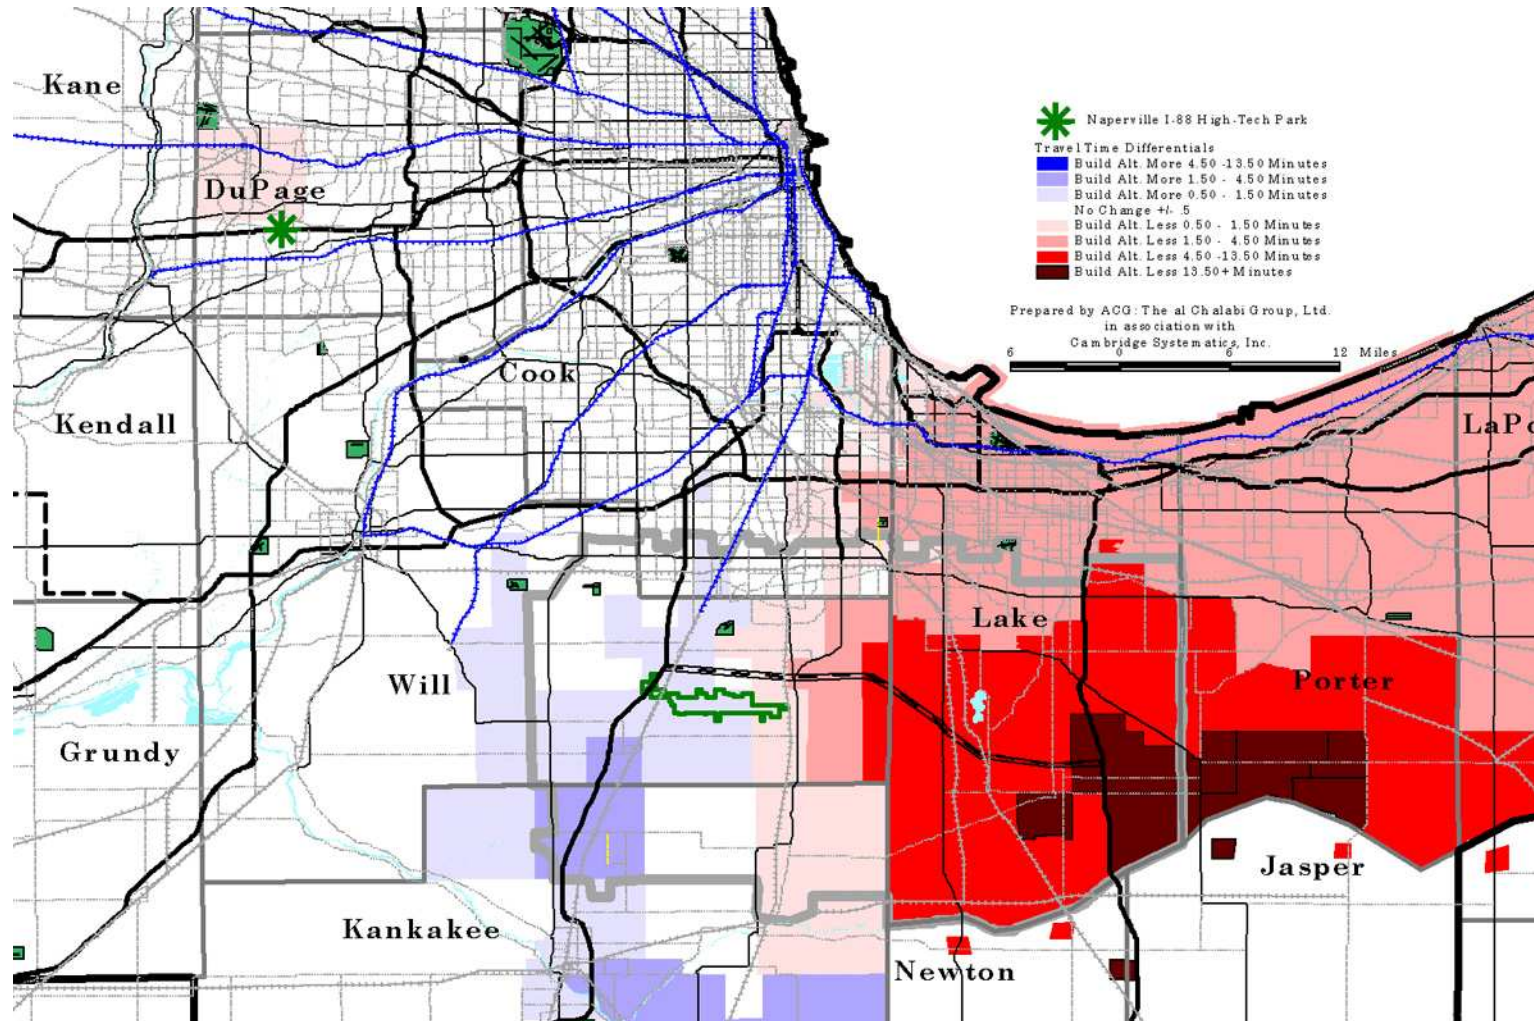 Kane
Naperville I-88 High-Tech Park
Travel Time Differentials
Build Alt. More 4.50 -13.50 Minutes
Build Alt. More 1.50 - 4.50 Minutes
Build Alt. More 0.50 - 1.50 Minutes
No Change +/- .5
Build Alt. Less 0.50 - 1.50 Minutes
Build Alt. Less 1.50 - 4.50 Minutes
Build Alt. Less 4.50 -13.50 Minutes
Build Alt. Less 13.50+ Minutes
DuPage
Prepared by ACG: The al Chalabi Group, Ltd.
in association with
Cambridge Systematics, Inc.
6 0 6 12 Miles
Cook
Kendall
LaPo
Lake
Will
Porter
Grundy
Jasper
Kankakee
Newton